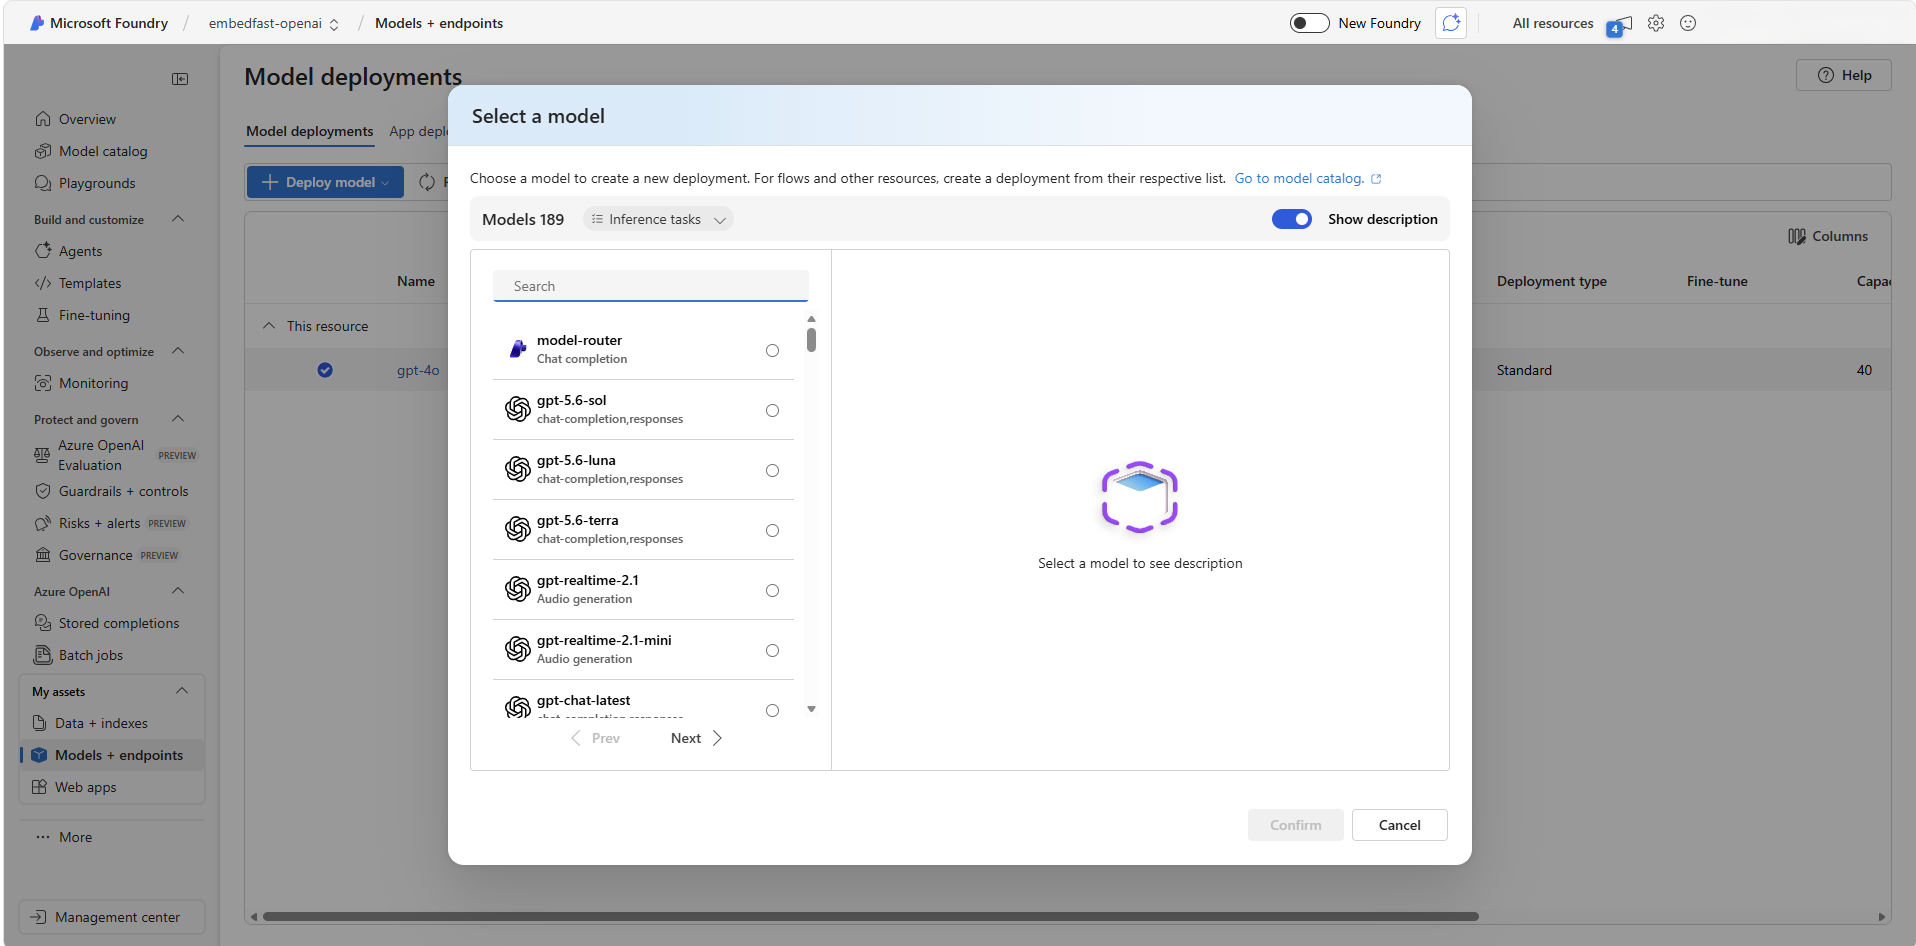 Microsoft Foundry / embedfast-openai / Models + endpoints
New Foundry
All resources
4
Overview
Model catalog
Playgrounds
Build and customize
Agents
Templates
Fine-tuning
Observe and optimize
Monitoring
Protect and govern
Azure OpenAI
Evaluation
PREVIEW
Guardrails + controls
Risks + alerts PREVIEW
Governance PREVIEW
Azure OpenAI
Stored completions
Batch jobs
My assets
Data + indexes
Models + endpoints
Web apps
More
Management center
Model deployments
Help
Model deployments
App depl
Deploy model
Columns
Name
Deployment type
Fine-tune
Capac
This resource
gpt-4o
Standard
40
Select a model
Choose a model to create a new deployment. For flows and other resources, create a deployment from their respective list. Go to model catalog.
Models 189
Inference tasks
Show description
Search
model-router
Chat completion
gpt-5.6-sol
chat-completion,responses
gpt-5.6-luna
chat-completion,responses
gpt-5.6-terra
chat-completion,responses
gpt-realtime-2.1
Audio generation
gpt-realtime-2.1-mini
Audio generation
gpt-chat-latest
chat-completion,responses
Prev
Next
Select a model to see description
Confirm
Cancel